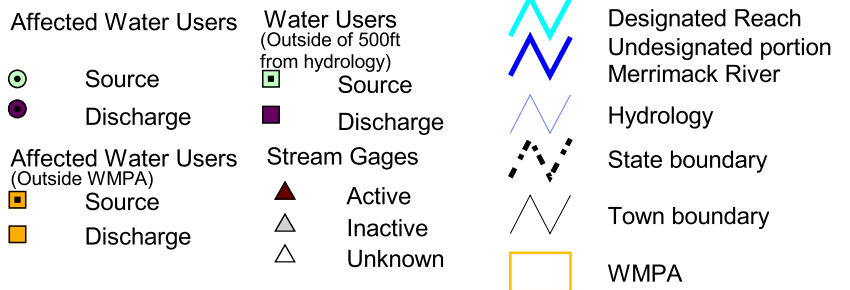 Affected Water Users
Source
Discharge
Affected Water Users
(Outside WMPA)
Source
Discharge
Water Users
(Outside of 500ft
from hydrology)
Source
Discharge
Stream Gages
Active
Inactive
Unknown
Designated Reach
Undesignated portion
Merrimack River
Hydrology
State boundary
Town boundary
WMPA